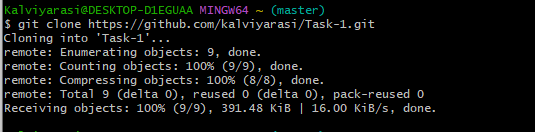 Kalviyarasi@DESKTOP-D1EGUAA MINGW64 ~ (master)
$ git clone https://github.com/kalviyarasi/Task-1.git
Cloning into 'Task-1'...
remote: Enumerating objects: 9, done.
remote: Counting objects: 100% (9/9), done.
remote: Compressing objects: 100% (8/8), done.
remote: Total 9 (delta 0), reused 0 (delta 0), pack-reused 0
Receiving objects: 100% (9/9), 391.48 KiB | 16.00 KiB/s, done.